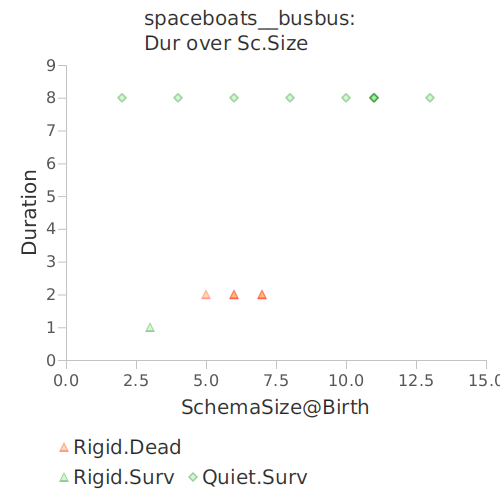 spaceboats__busbus:
Dur over Sc.Size
9
8
7
6
5
4
3
2
1
0
Duration
0.0 2.5 5.0 7.5 10.0 12.5 15.0
SchemaSize@Birth
Rigid.Dead
Rigid.Surv Quiet.Surv